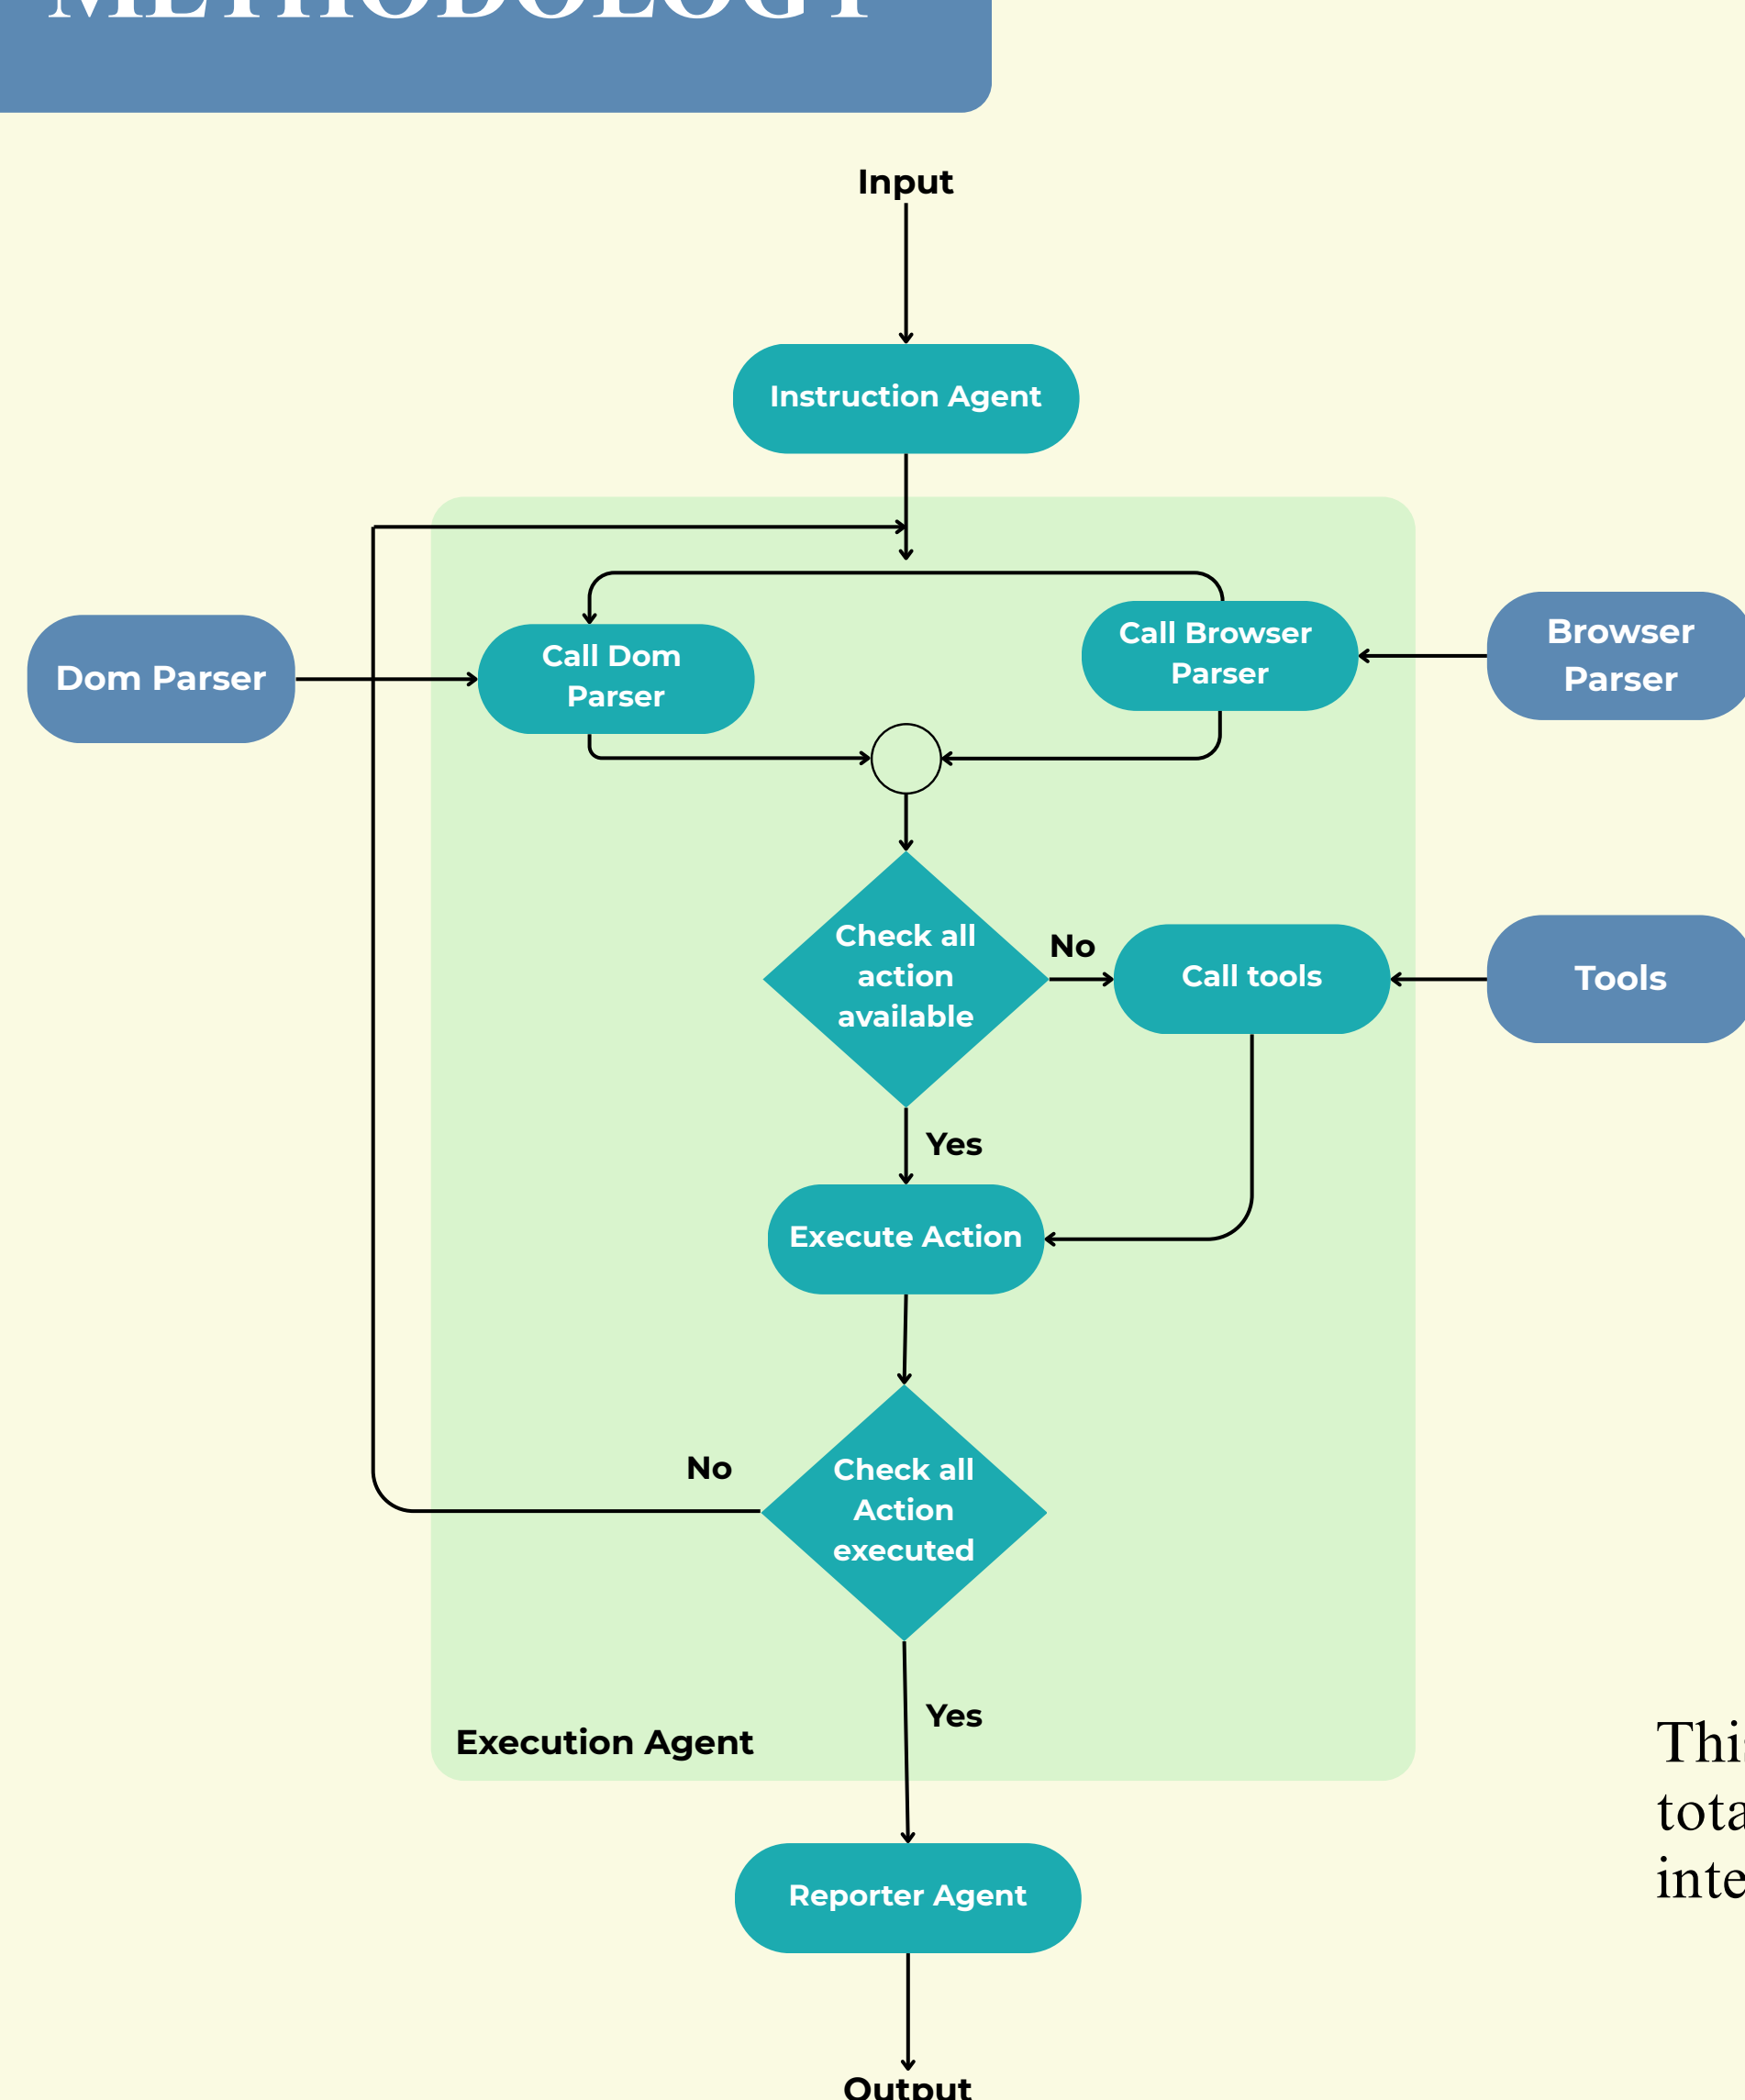 METHODOLOGY
Input
Instruction Agent
Dom Parser
Call Dom
Parser
Call Browser
Parser
Browser
Parser
Check all
action
available
No
Call tools
Tools
Yes
Execute Action
No
Check all
Action
executed
Yes
Execution Agent
Reporter Agent
Output